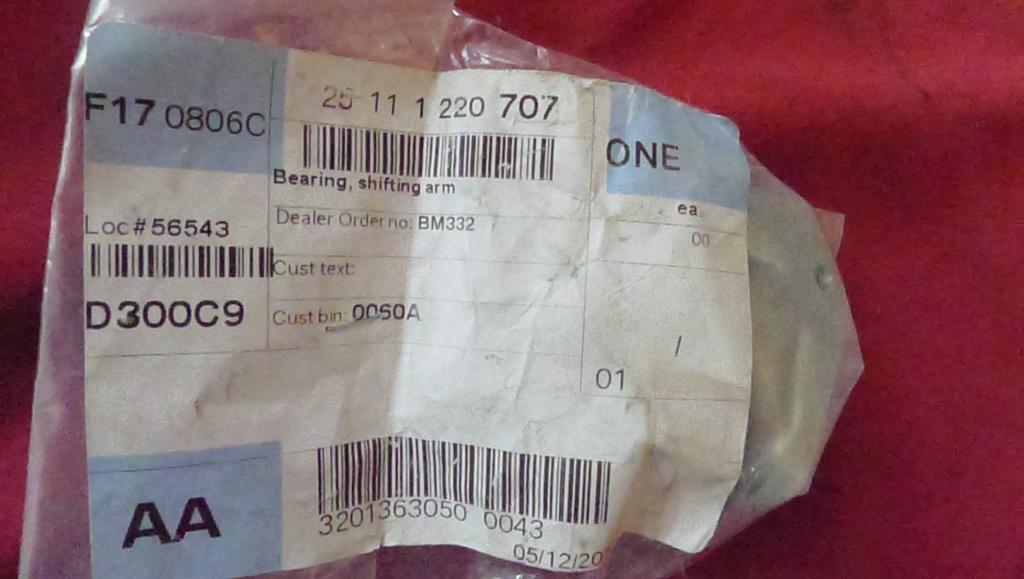 F17 0806C
25 11 1 220 707
ONE
Bearing, shifting arm
ea
Dealer Order no: BM332
00
Loc # 56543
Cust text:
D300C9
Cust bin: 0060A
/
01
AA
3201363050 0043
05/12/20